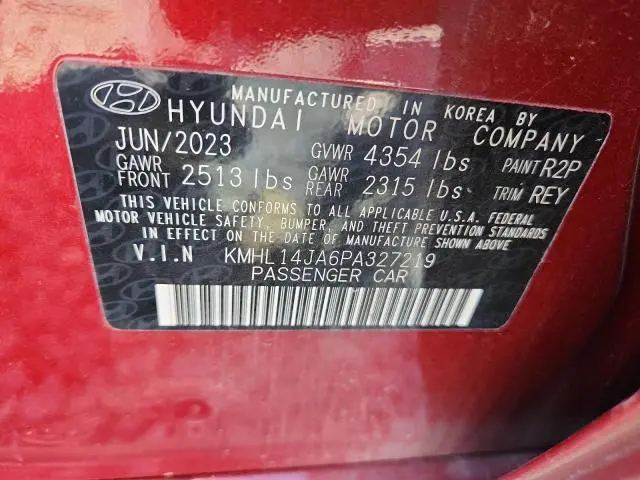 MANUFACTURED IN KOREA BY
HYUNDAI MOTOR COMPANY
JUN/2023 GVWR 4354 lbs PAINT R2P
GAWR FRONT 2513 lbs GAWR REAR 2315 lbs TRIM REY
THIS VEHICLE CONFORMS TO ALL APPLICABLE U.S.A. FEDERAL
MOTOR VEHICLE SAFETY, BUMPER, AND THEFT PREVENTION STANDARDS
IN EFFECT ON THE DATE OF MANUFACTURE SHOWN ABOVE.
V.I.N KMHL14JA6PA327219
PASSENGER CAR